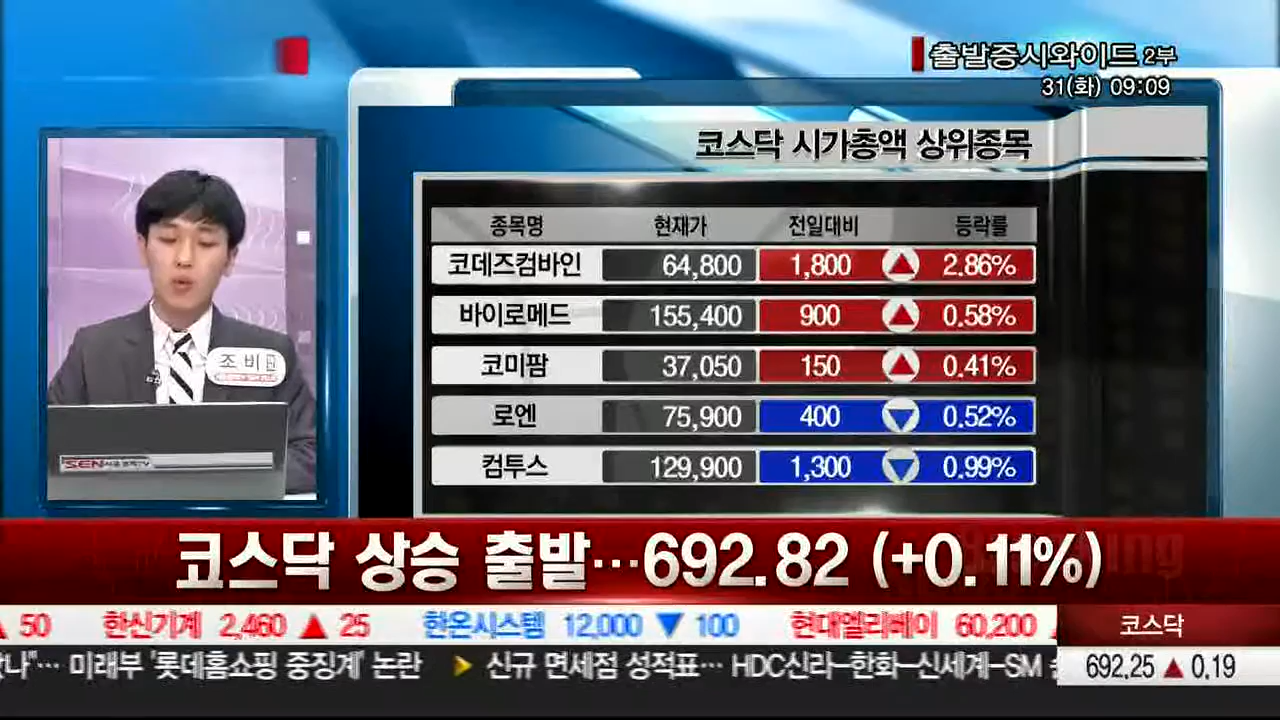 출발증시와이드 2부
31(화) 09:09
코스닥 시가총액 상위종목
종목명 현재가 전일대비 등락률
코데즈컴바인 64,800 1,800 ▲ 2.86%
바이로메드 155,400 900 ▲ 0.58%
코미팜 37,050 150 ▲ 0.41%
로엔 75,900 400 ▼ 0.52%
컴투스 129,900 1,300 ▼ 0.99%
조 비
SEN
코스닥 상승 출발…692.82 (+0.11%)
▲ 50 한신기계 2,460 ▲ 25 한온시스템 12,000 ▼ 100 현대엘리베이 60,200
코스닥
나"… 미래부 '롯데홈쇼핑 중징계' 논란 ▶ 신규 면세점 성적표… HDC신라-한화-신세계-SM
692.25 ▲ 0.19